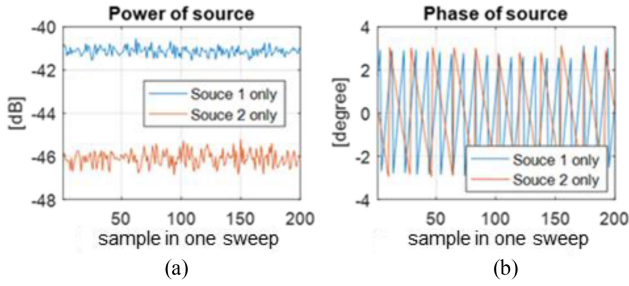 Power of source
-40
-42
-44
-46
-48
[dB]
Souce 1 only
Souce 2 only
50
100
150
200
sample in one sweep
(a)
Phase of source
4
2
0
-2
-4
[degree]
Souce 1 only
Souce 2 only
50
100
150
200
sample in one sweep
(b)